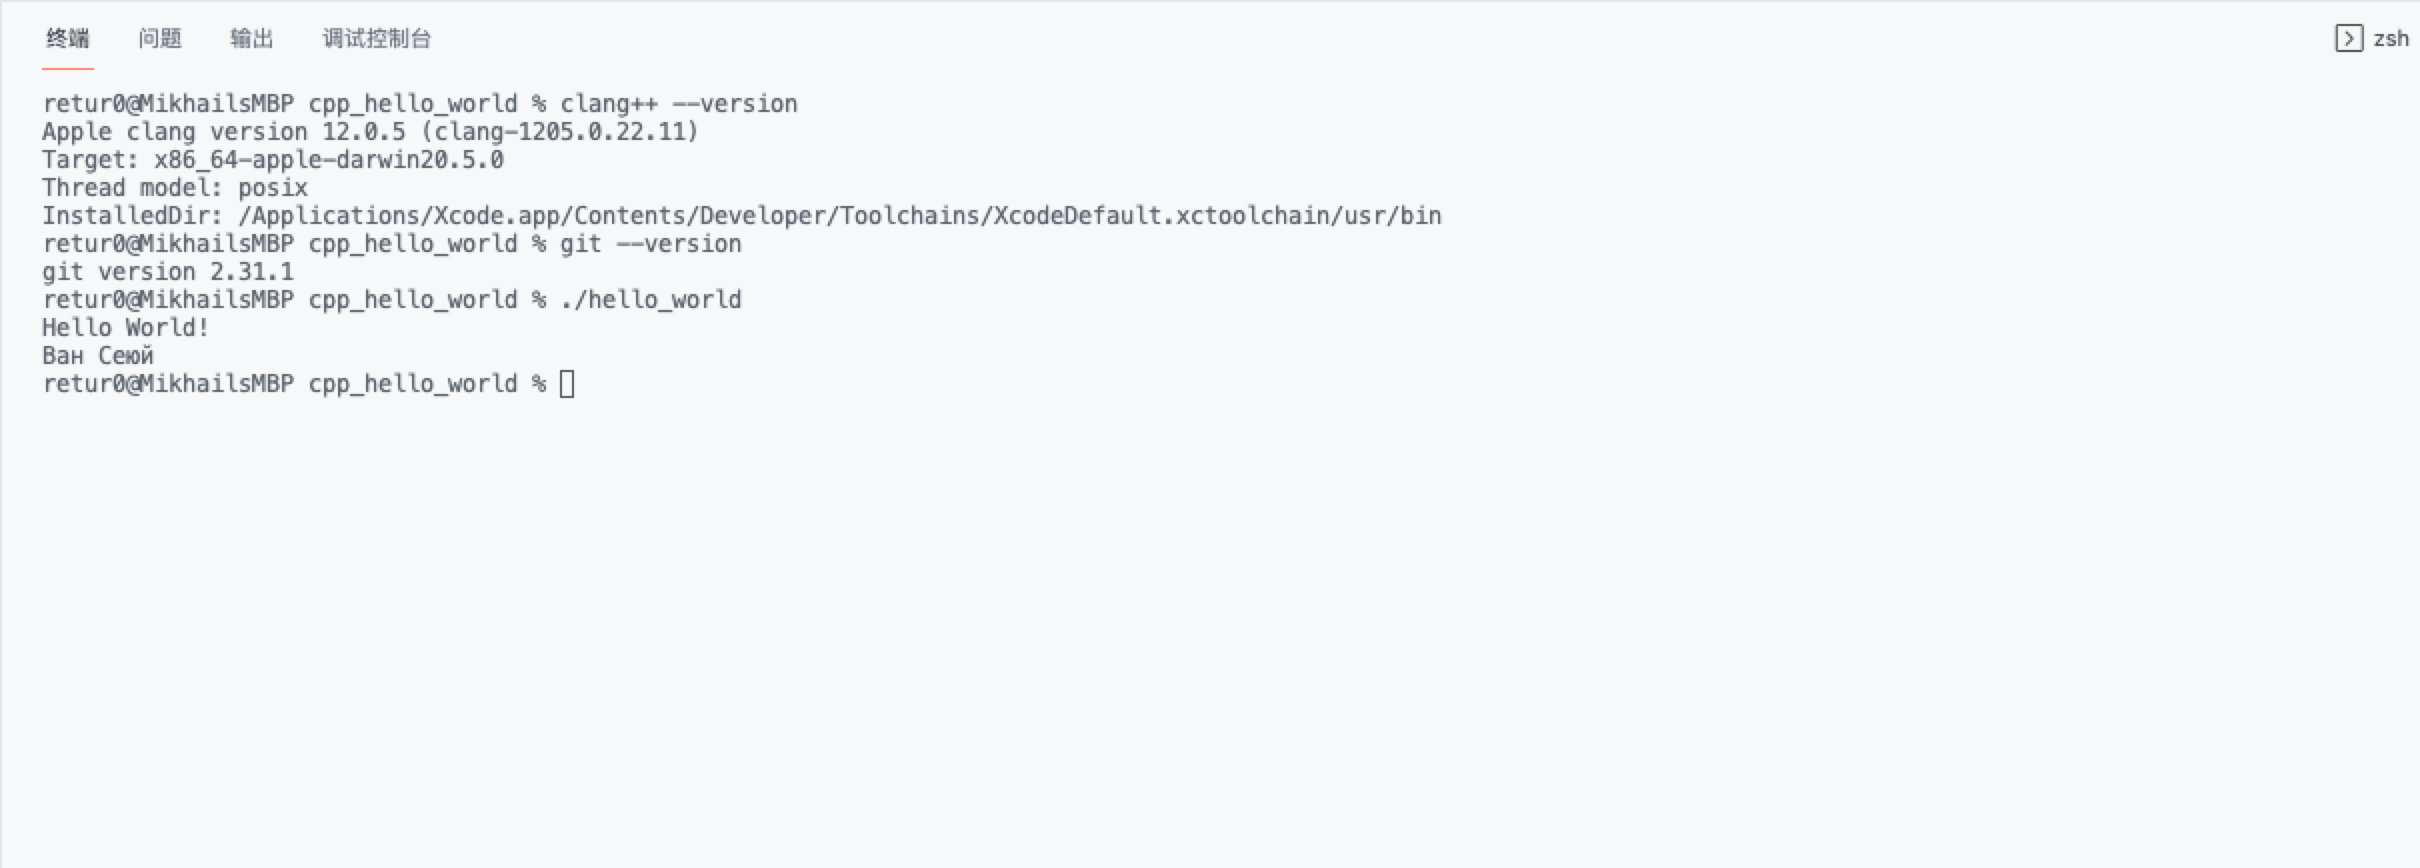 终端 问题 输出 调试控制台 zsh
retur0@MikhailsMBP cpp_hello_world % clang++ --version
Apple clang version 12.0.5 (clang-1205.0.22.11)
Target: x86_64-apple-darwin20.5.0
Thread model: posix
InstalledDir: /Applications/Xcode.app/Contents/Developer/Toolchains/XcodeDefault.xctoolchain/usr/bin
retur0@MikhailsMBP cpp_hello_world % git --version
git version 2.31.1
retur0@MikhailsMBP cpp_hello_world % ./hello_world
Hello World!
Ван Сеюй
retur0@MikhailsMBP cpp_hello_world %